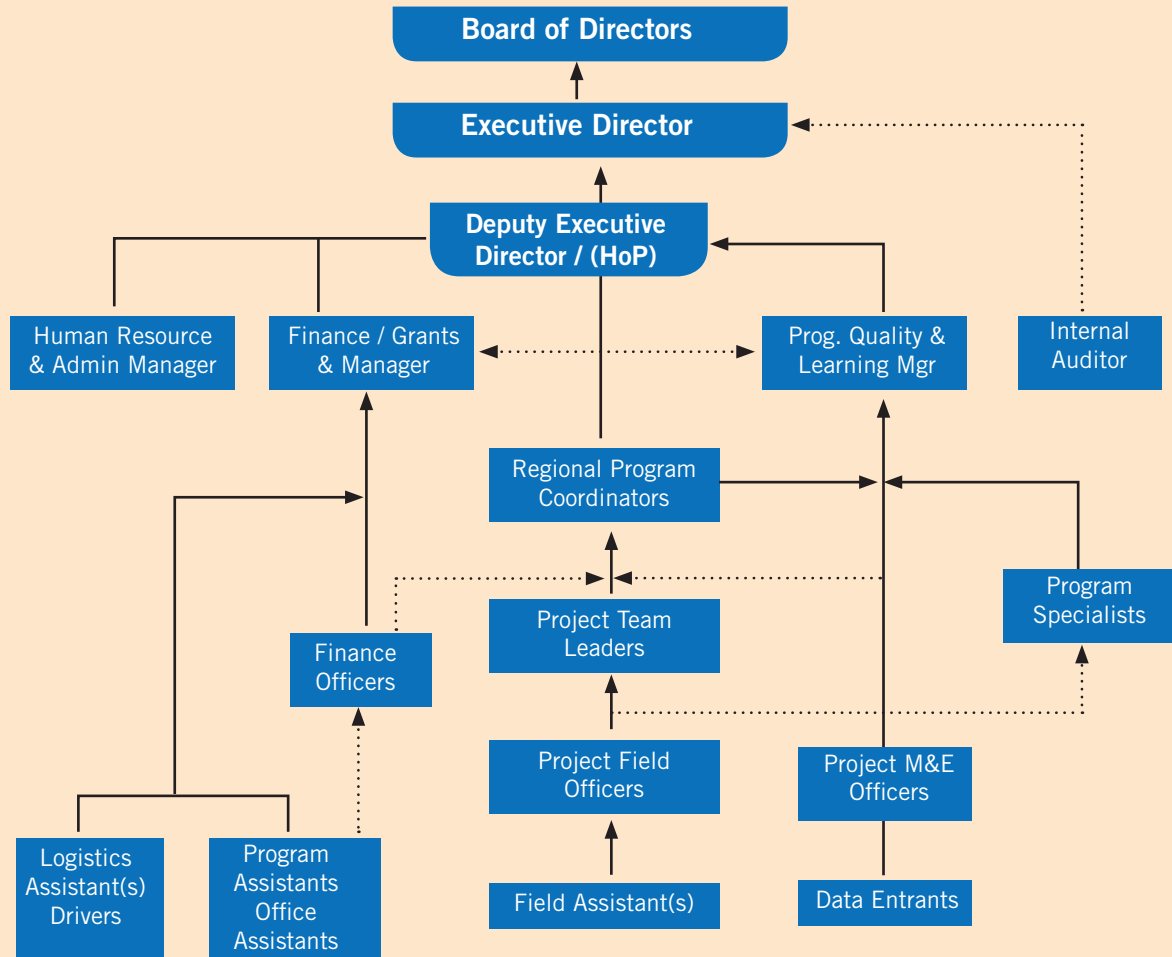 Board of Directors
Executive Director
Deputy Executive
Director / (HoP)
Human Resource
& Admin Manager
Finance / Grants
& Manager
Prog. Quality &
Learning Mgr
Internal
Auditor
Regional Program
Coordinators
Program
Specialists
Project Team
Leaders
Finance
Officers
Project Field
Officers
Project M&E
Officers
Logistics
Assistant(s)
Drivers
Program
Assistants
Office
Assistants
Field Assistant(s)
Data Entrants